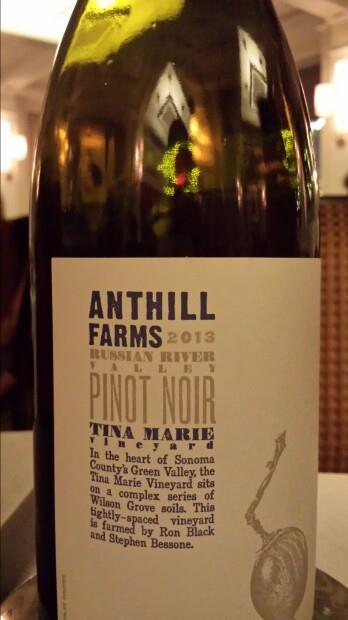 ANTHILL
FARMS 2013
RUSSIAN RIVER
VALLEY
PINOT NOIR
TINA MARIE
vineyard
In the heart of Sonoma
County's Green Valley, the
Tina Marie Vineyard sits
on a complex series of
Wilson Grove soils. This
tightly-spaced vineyard
is farmed by Ron Black
and Stephen Bessone.